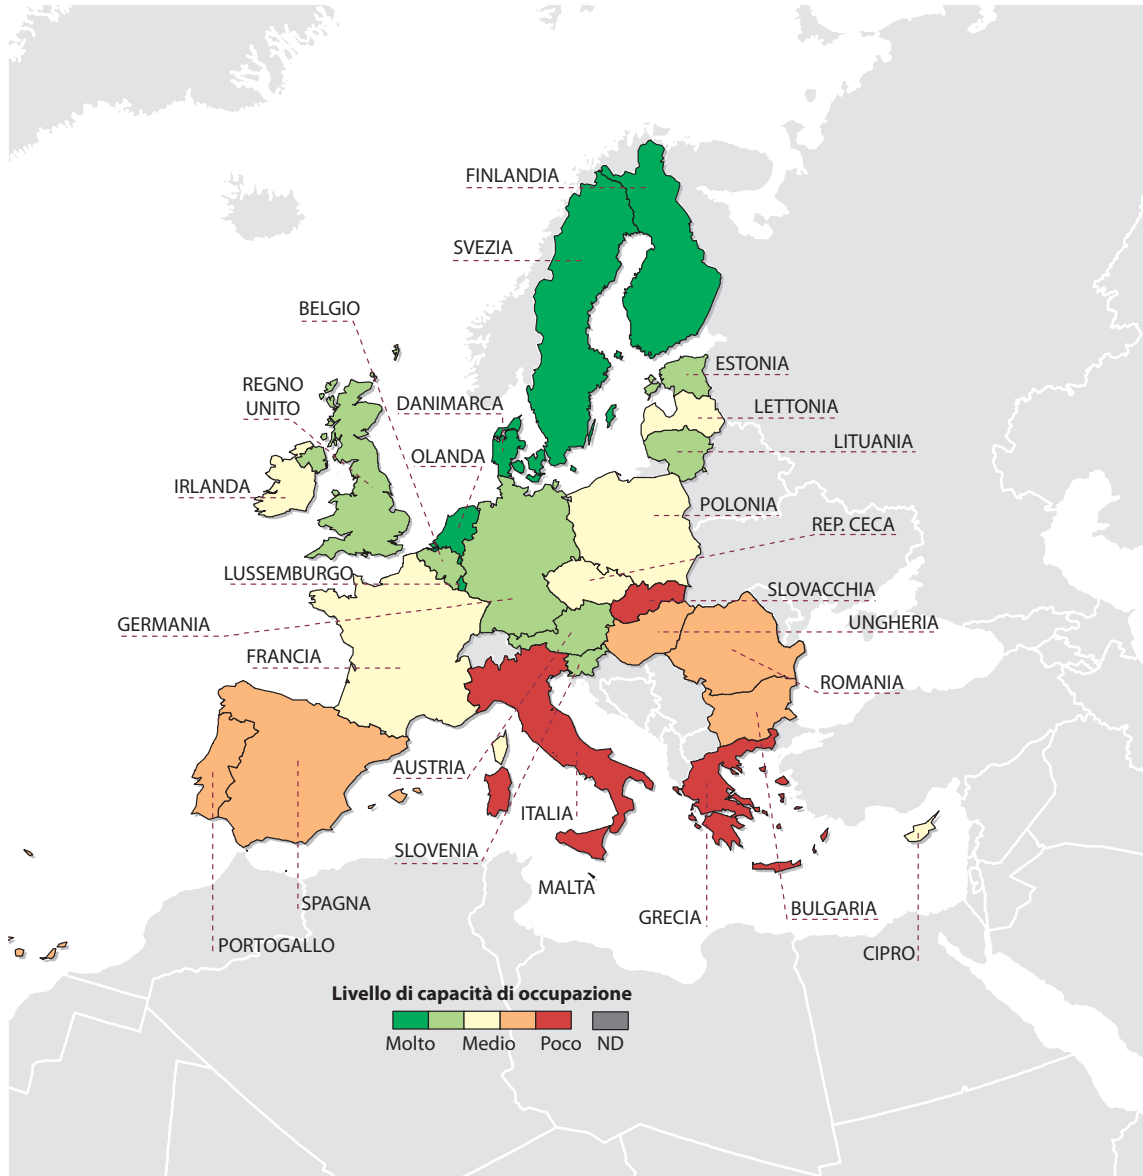 FINLANDIA
SVEZIA
BELGIO
ESTONIA
REGNO
UNITO
DANIMARCA
LETTONIA
LITUANIA
OLANDA
IRLANDA
POLONIA
REP. CECA
LUSSEMBURGO
SLOVACCHIA
GERMANIA
UNGHERIA
FRANCIA
ROMANIA
AUSTRIA
ITALIA
SLOVENIA
MALTA
SPAGNA
BULGARIA
GRECIA
PORTOGALLO
CIPRO
Livello di capacità di occupazione
Molto Medio Poco ND